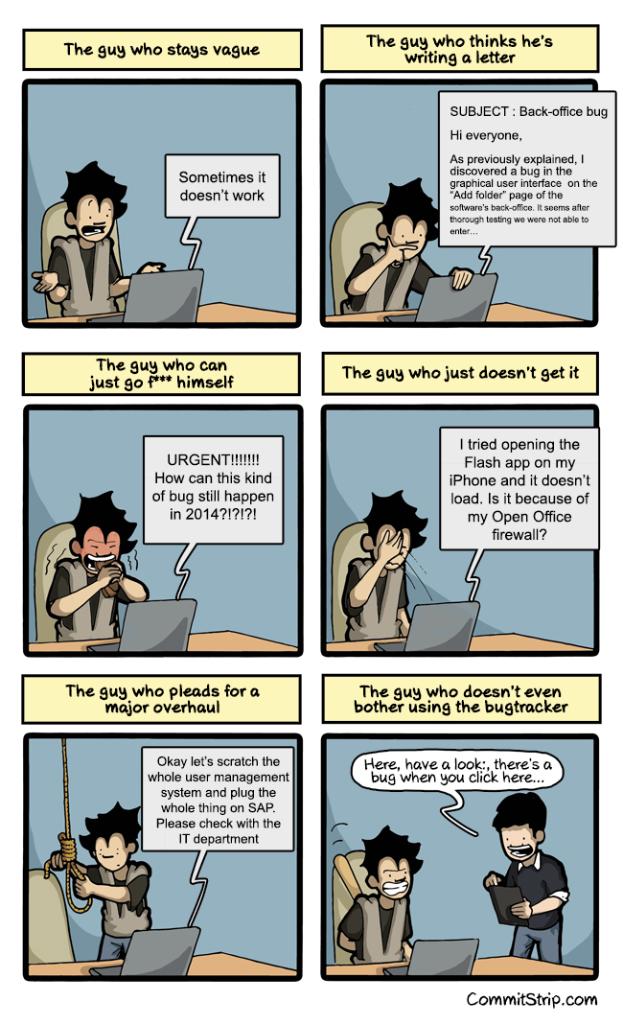 The guy who stays vague
Sometimes it
doesn't work
The guy who thinks he's
writing a letter
SUBJECT : Back-office bug
Hi everyone,
As previously explained, I
discovered a bug in the
graphical user interface on the
"Add folder" page of the
software's back-office. It seems after
thorough testing we were not able to
enter...
The guy who can
just go f*** himself
URGENT!!!!!!!
How can this kind
of bug still happen
in 2014?!?!?!
The guy who just doesn't get it
I tried opening the
Flash app on my
iPhone and it doesn't
load. Is it because of
my Open Office
firewall?
The guy who pleads for a
major overhaul
Okay let's scratch the
whole user management
system and plug the
whole thing on SAP.
Please check with the
IT department
The guy who doesn't even
bother using the bugtracker
Here, have a look:, there's a
bug when you click here...
CommitStrip.com